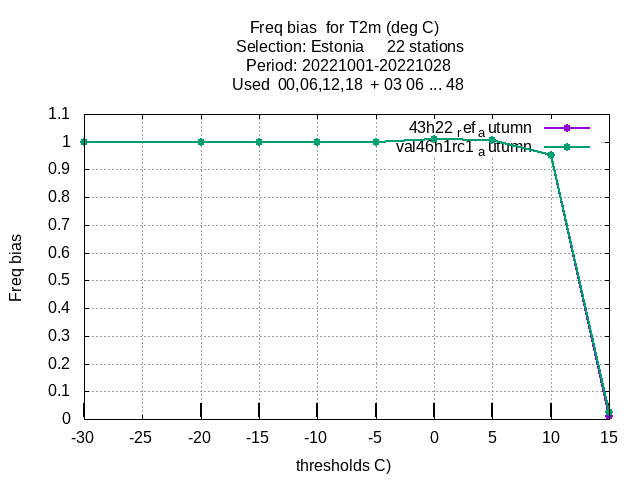 Freq bias  for T2m (deg C)
Selection: Estonia     22 stations
Period: 20221001-20221028
Used  00,06,12,18  + 03 06 ... 48
43h22 ref autumn
val46h1rc1 autumn
1.1
1
0.9
0.8
0.7
0.6
0.5
0.4
0.3
0.2
0.1
0
Freq bias
-30 -25 -20 -15 -10 -5 0 5 10 15
thresholds C)